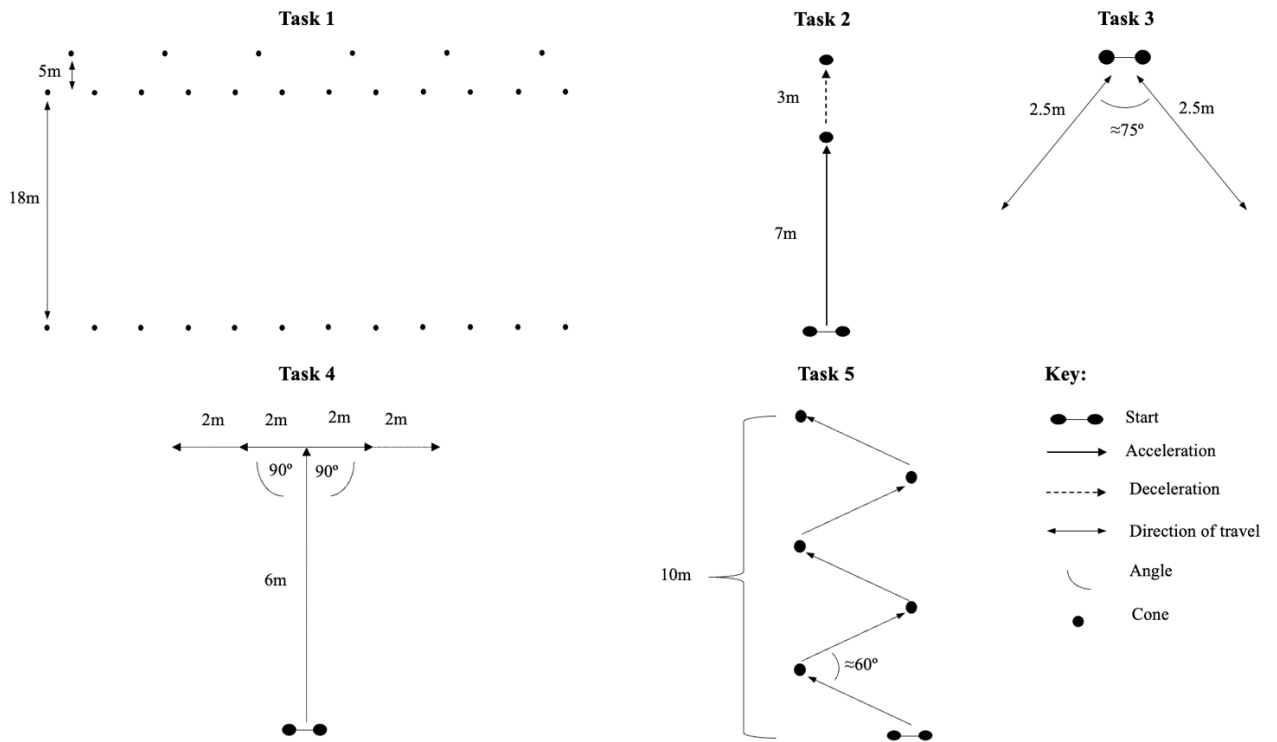 Task 1
5m
18m
Task 2
3m
7m
Task 3
2.5m
2.5m
≈75º
Task 4
2m
2m
2m
2m
90º
90º
6m
Task 5
10m
≈60º
Key:
Start
Acceleration
Deceleration
Direction of travel
Angle
Cone